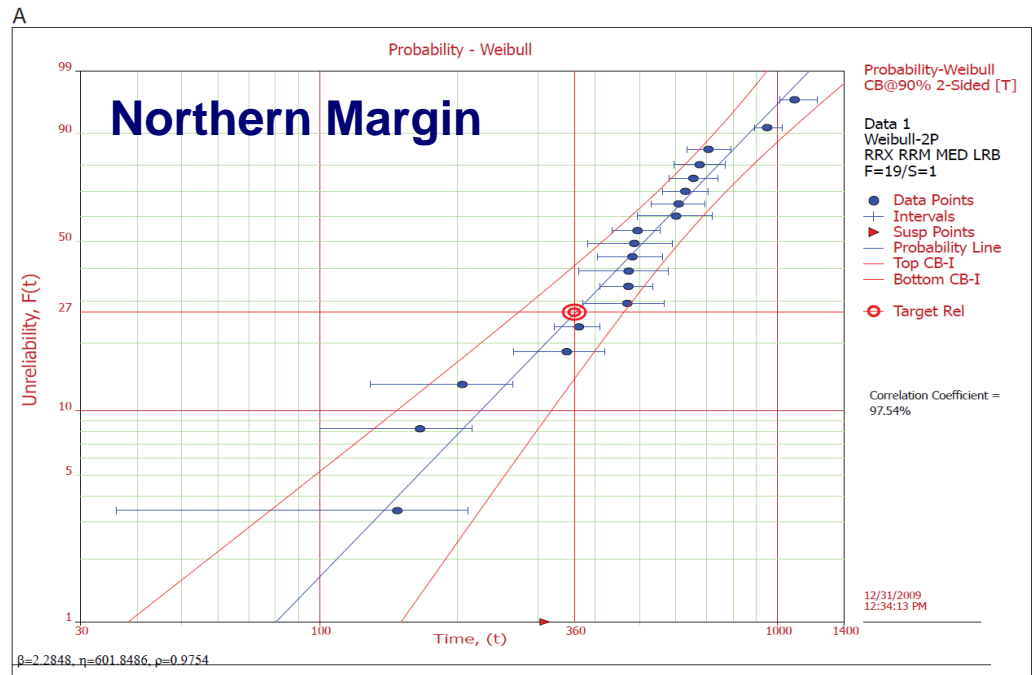 A
Probability - Weibull
Northern Margin
Unreliability, F(t)
99
90
50
27
10
5
1
30
100
360
1000
1400
Time, (t)
β=2.2848, η=601.8486, ρ=0.9754
Probability-Weibull
CB@90% 2-Sided [T]
Data 1
Weibull-2P
RRX RRM MED LRB
F=19/S=1
Data Points
Intervals
Susp Points
Probability Line
Top CB-I
Bottom CB-I
Target Rel
Correlation Coefficient =
97.54%
12/31/2009
12:34:13 PM